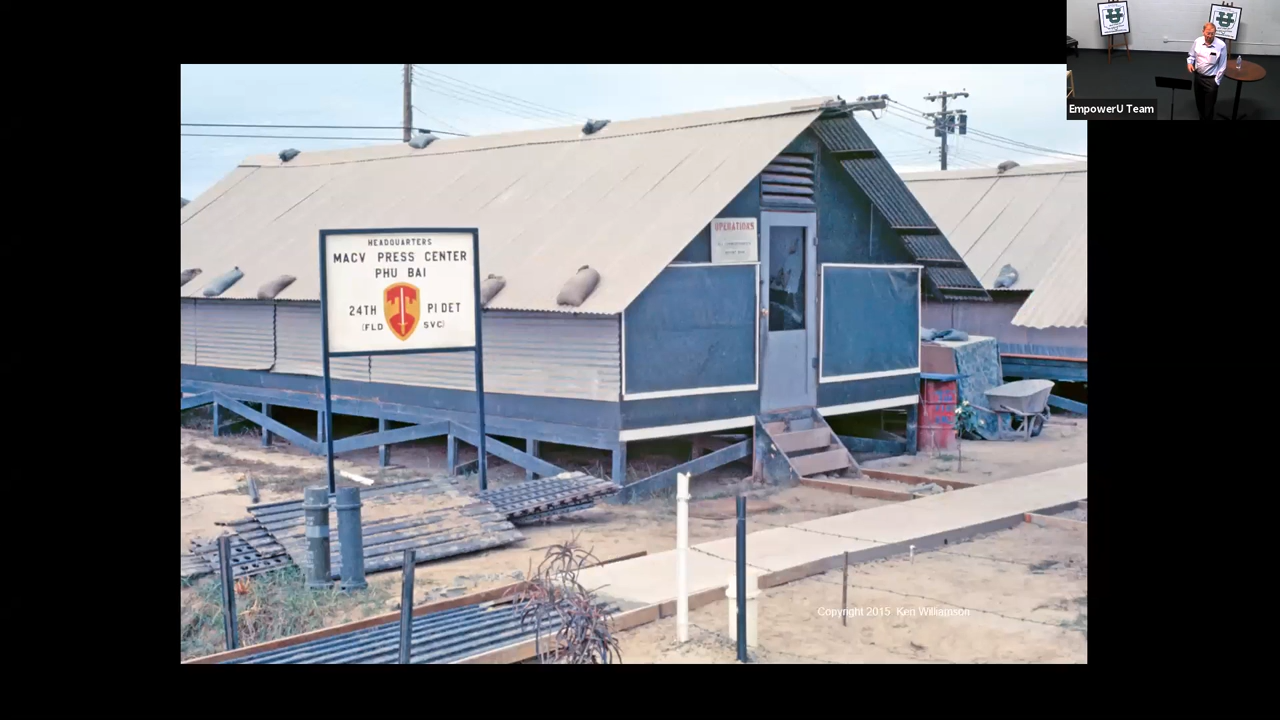 HEADQUARTERS
MACV PRESS CENTER
PHU BAI
24TH PI DET
(FLD SVC)
OPERATIONS
Copyright 2015 Ken Williamson
EmpowerU Team